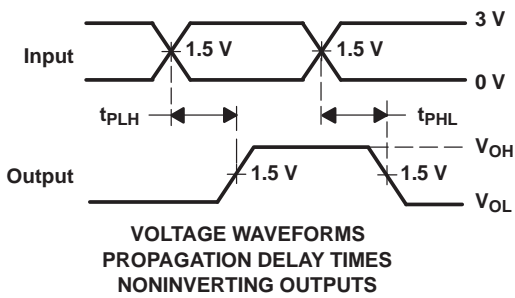 3 V
Input
1.5 V
1.5 V
0 V
tPLH
tPHL
VOH
Output
1.5 V
1.5 V
VOL
VOLTAGE WAVEFORMS
PROPAGATION DELAY TIMES
NONINVERTING OUTPUTS